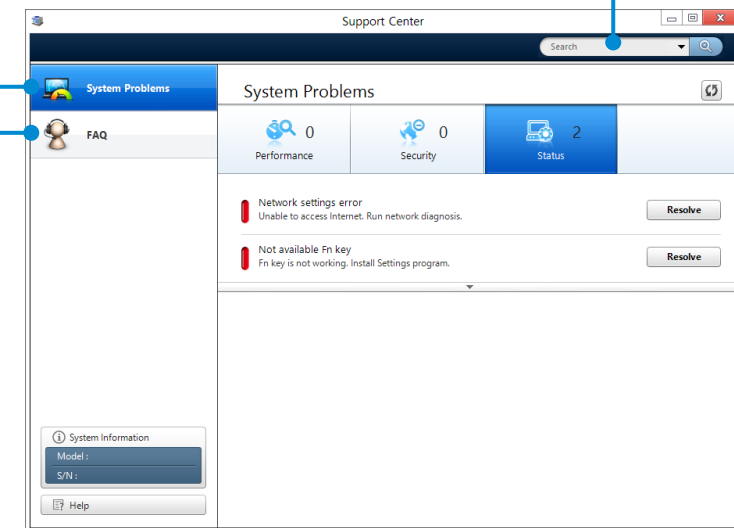 Support Center
Search
System Problems
FAQ
System Problems
0
Performance
0
Security
2
Status
Network settings error
Unable to access Internet. Run network diagnosis.
Resolve
Not available Fn key
Fn key is not working. Install Settings program.
Resolve
System Information
Model :
S/N :
Help